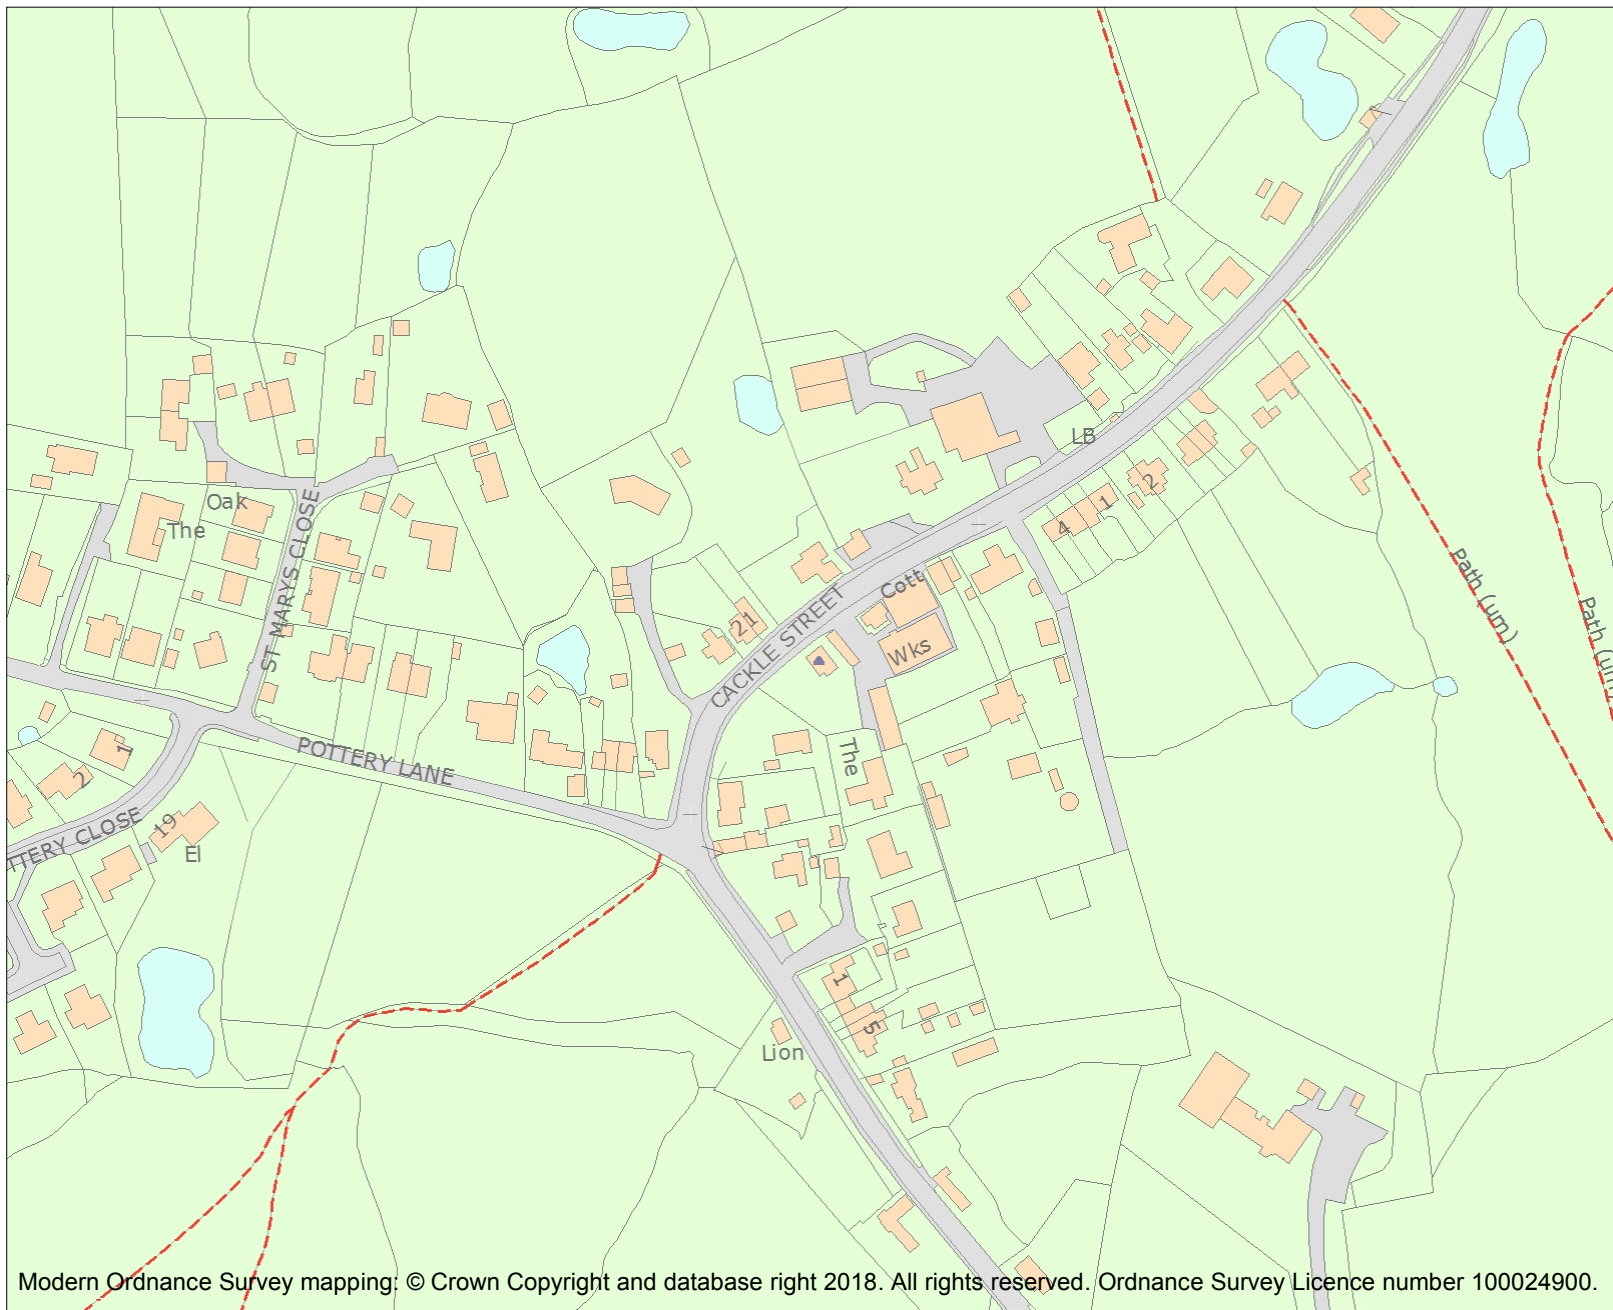 LB
2
1
4
Oak
The
ST MARYS CLOSE
Path (um)
Path (um)
Cott
Wks
21
CACKLE STREET
The
POTTERY LANE
1
2
TTERY CLOSE
19
El
1
5
Lion
Modern Ordnance Survey mapping: © Crown Copyright and database right 2018. All rights reserved. Ordnance Survey Licence number 100024900.